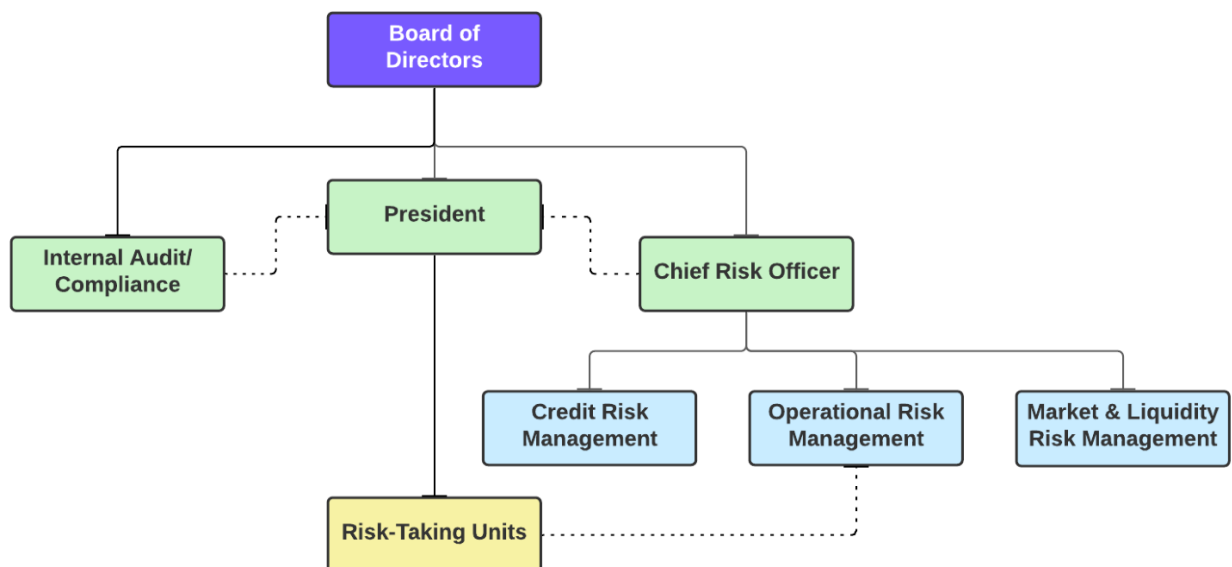 Board of
Directors
President
Internal Audit/
Compliance
Chief Risk Officer
Credit Risk
Management
Operational Risk
Management
Market & Liquidity
Risk Management
Risk-Taking Units